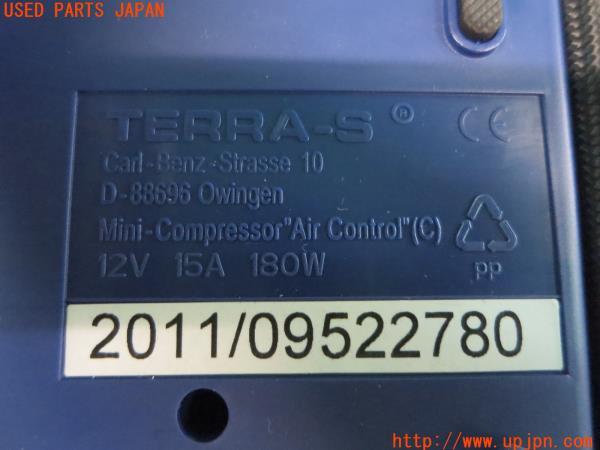 USED PARTS JAPAN
TERRA-S ®
CE
Carl-Benz-Strasse 10
D-88696 Owingen
Mini-Compressor"Air Control"(C)
12V 15A 180W
PP
2011/09522780
http://www.upjpn.com/